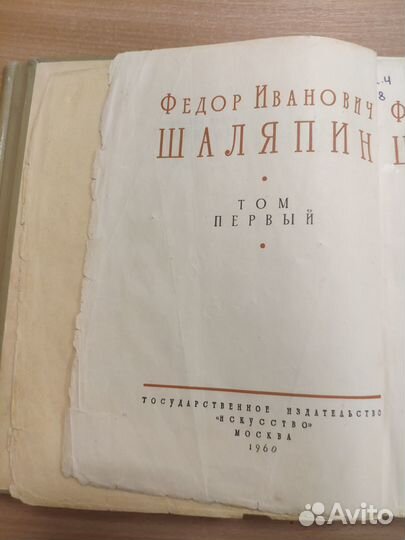 ФЕДОР ИВАНОВИЧ
ШАЛЯПИН
ТОМ
ПЕРВЫЙ
ГОСУДАРСТВЕННОЕ ИЗДАТЕЛЬСТВО
«ИСКУССТВО»
МОСКВА
1960
Avito